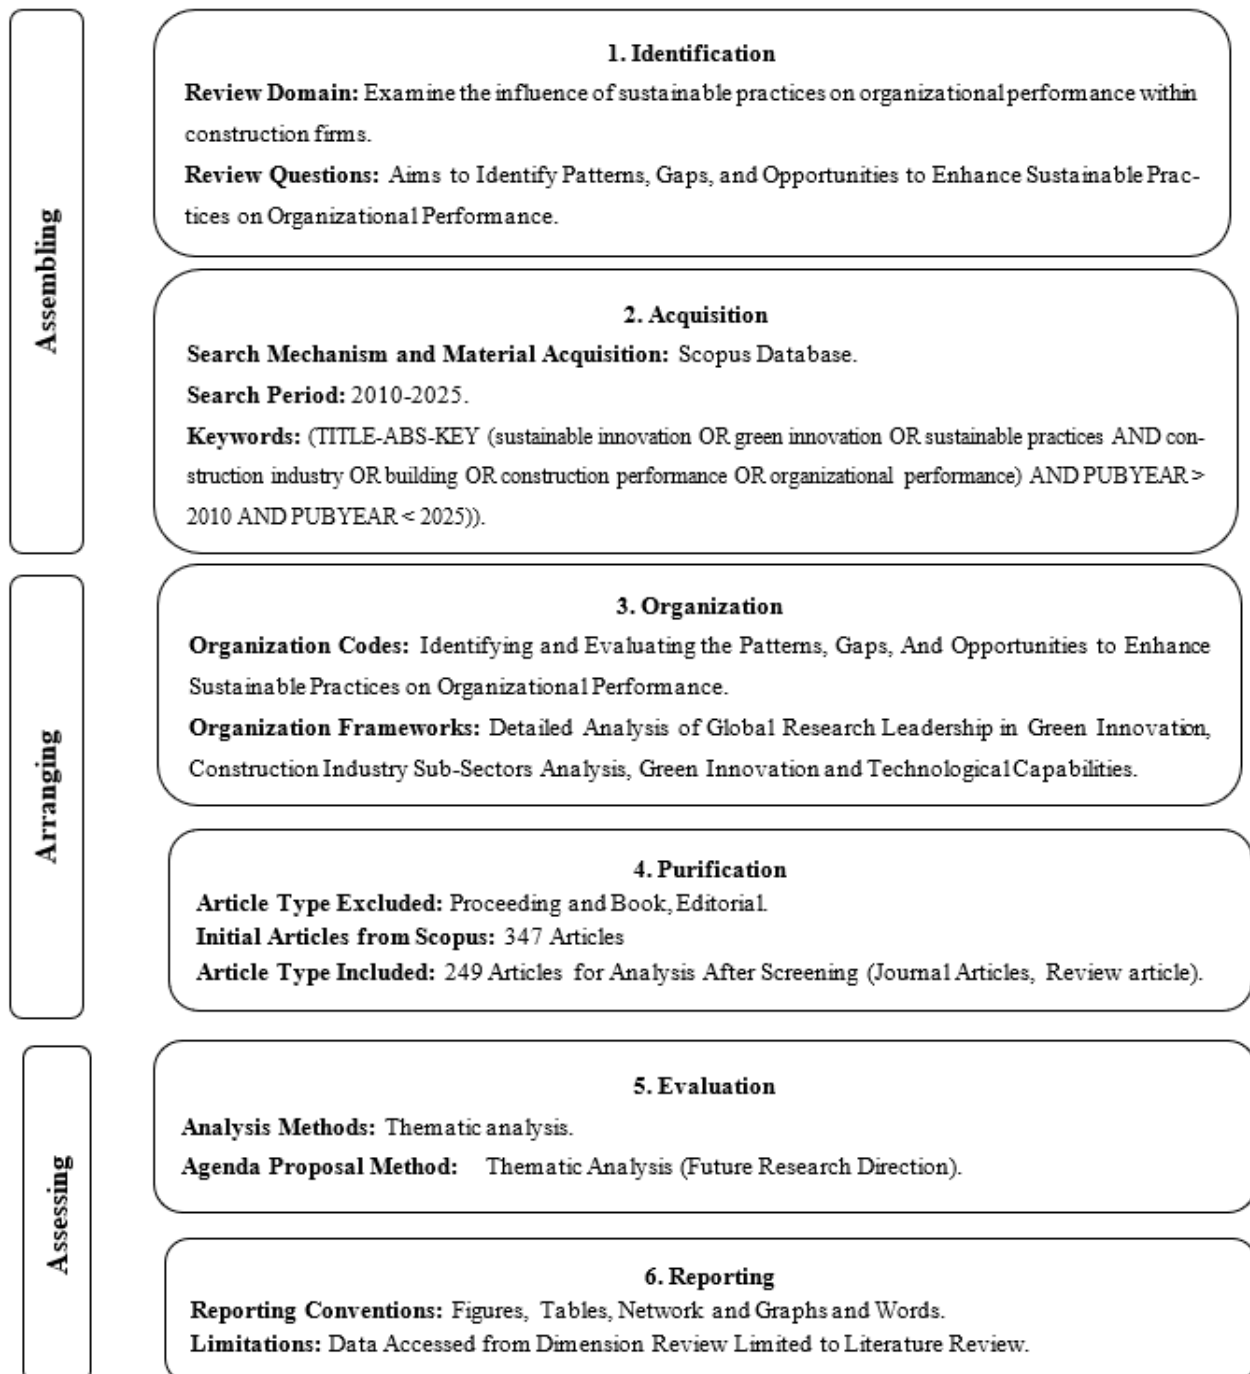 Assembling
1. Identification
Review Domain: Examine the influence of sustainable practices on organizational performance within
construction firms.
Review Questions: Aims to Identify Patterns, Gaps, and Opportunities to Enhance Sustainable Prac-
tices on Organizational Performance.
2. Acquisition
Search Mechanism and Material Acquisition: Scopus Database.
Search Period: 2010-2025.
Keywords: (TITLE-ABS-KEY (sustainable innovation OR green innovation OR sustainable practices AND con-
struction industry OR building OR construction performance OR organizational performance) AND PUBYEAR >
2010 AND PUBYEAR < 2025)).
Arranging
3. Organization
Organization Codes: Identifying and Evaluating the Patterns, Gaps, And Opportunities to Enhance
Sustainable Practices on Organizational Performance.
Organization Frameworks: Detailed Analysis of Global Research Leadership in Green Innovation,
Construction Industry Sub-Sectors Analysis, Green Innovation and Technological Capabilities.
4. Purification
Article Type Excluded: Proceeding and Book, Editorial.
Initial Articles from Scopus: 347 Articles
Article Type Included: 249 Articles for Analysis After Screening (Journal Articles, Review article).
Assessing
5. Evaluation
Analysis Methods: Thematic analysis.
Agenda Proposal Method: Thematic Analysis (Future Research Direction).
6. Reporting
Reporting Conventions: Figures, Tables, Network and Graphs and Words.
Limitations: Data Accessed from Dimension Review Limited to Literature Review.